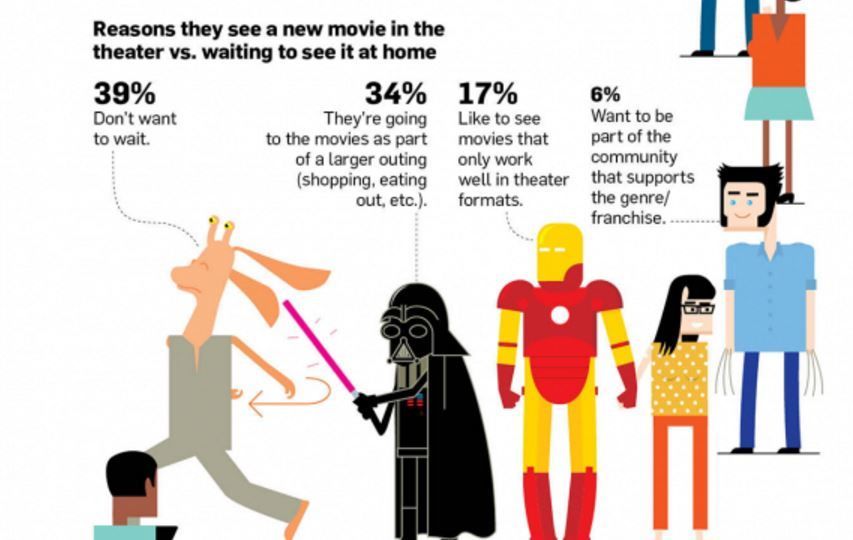 Reasons they see a new movie in the
theater vs. waiting to see it at home
39%
Don't want
to wait.
34%
They're going
to the movies as part
of a larger outing
(shopping, eating
out, etc.).
17%
Like to see
movies that
only work
well in theater
formats.
6%
Want to be
part of the
community
that supports
the genre/
franchise.